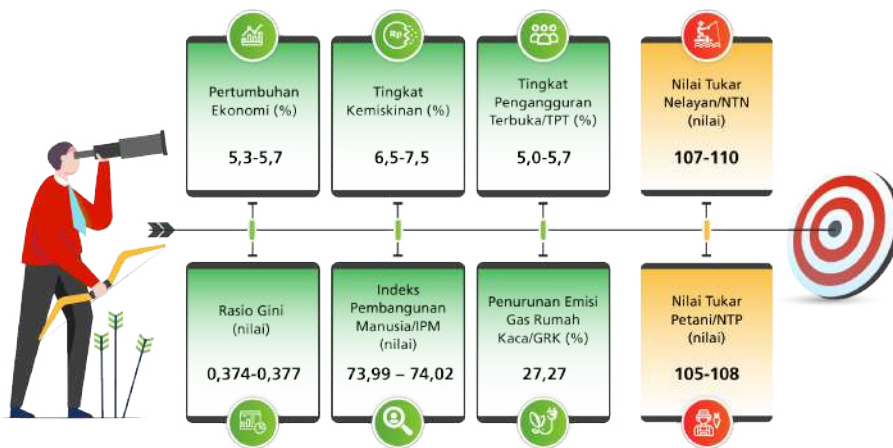 Pertumbuhan
Ekonomi (%)
5,3-5,7
Tingkat
Kemiskinan (%)
6,5-7,5
Tingkat
Pengangguran
Terbuka/TPT (%)
5,0-5,7
Nilai Tukar
Nelayan/NTN
(nilai)
107-110
Rasio Gini
(nilai)
0,374-0,377
Indeks
Pembangunan
Manusia/IPM
(nilai)
73,99 – 74,02
Penurunan Emisi
Gas Rumah
Kaca/GRK (%)
27,27
Nilai Tukar
Petani/NTP
(nilai)
105-108
Rp